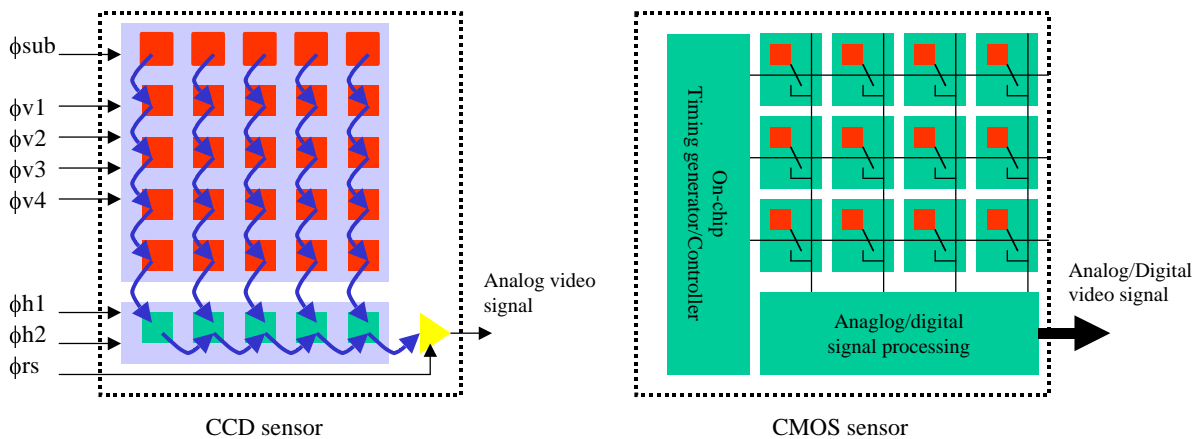 ϕsub
ϕv1
ϕv2
ϕv3
ϕv4
ϕh1
ϕh2
ϕrs
Analog video
signal
CCD sensor
On-chip
Timing generator/Controller
Anaglog/digital
signal processing
Analog/Digital
video signal
CMOS sensor